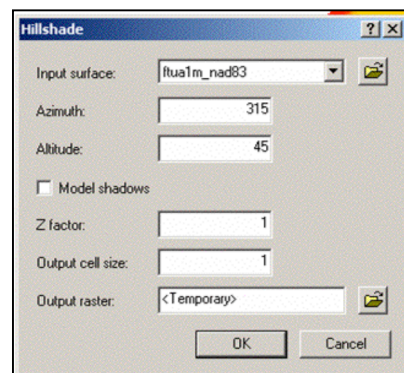 Hillshade
Input surface: ftua1m_nad83
Azimuth: 315
Altitude: 45
Model shadows
Z factor: 1
Output cell size: 1
Output raster: <Temporary>
OK Cancel